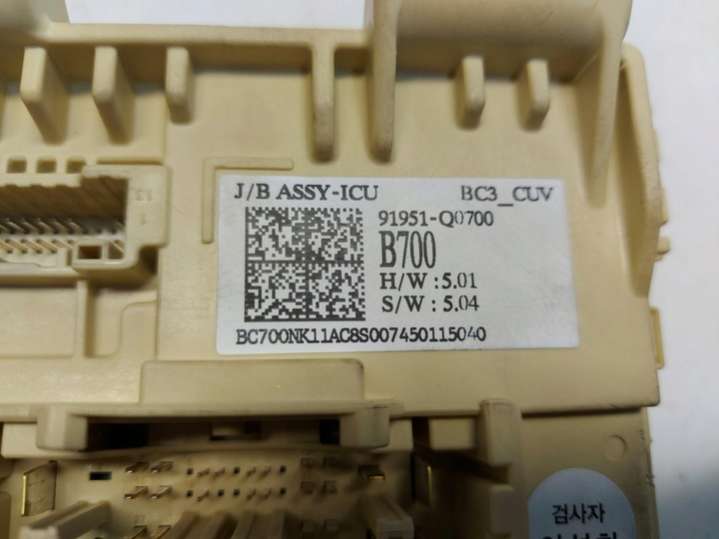 J/B ASSY-ICU BC3_CUV
91951-Q0700
B700
H/W : 5.01
S/W : 5.04
BC700NK11AC8S007450115040
검사자